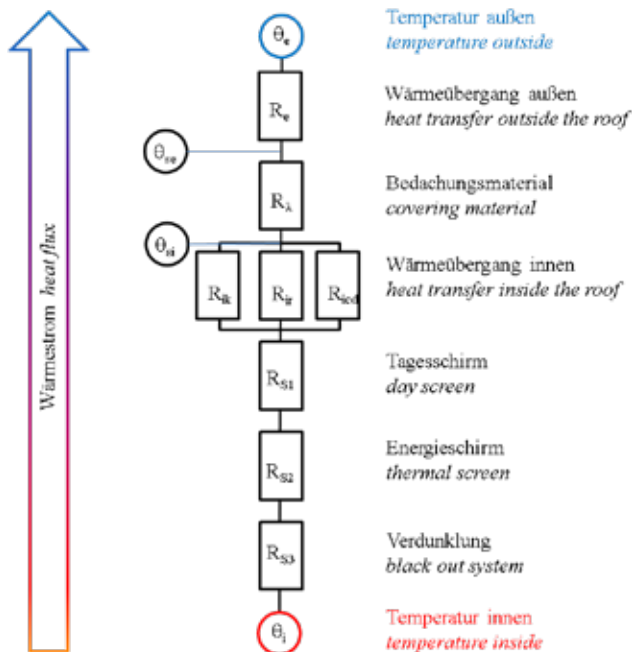 θe
Temperatur außen
temperature outside
Re
Wärmeübergang außen
heat transfer outside the roof
θse
Rλ
Bedachungsmaterial
covering material
θsi
Rik
Rir
Ricd
Wärmeübergang innen
heat transfer inside the roof
Wärmestrom heat flux
RS1
Tagesschirm
day screen
RS2
Energieschirm
thermal screen
RS3
Verdunklung
black out system
θi
Temperatur innen
temperature inside